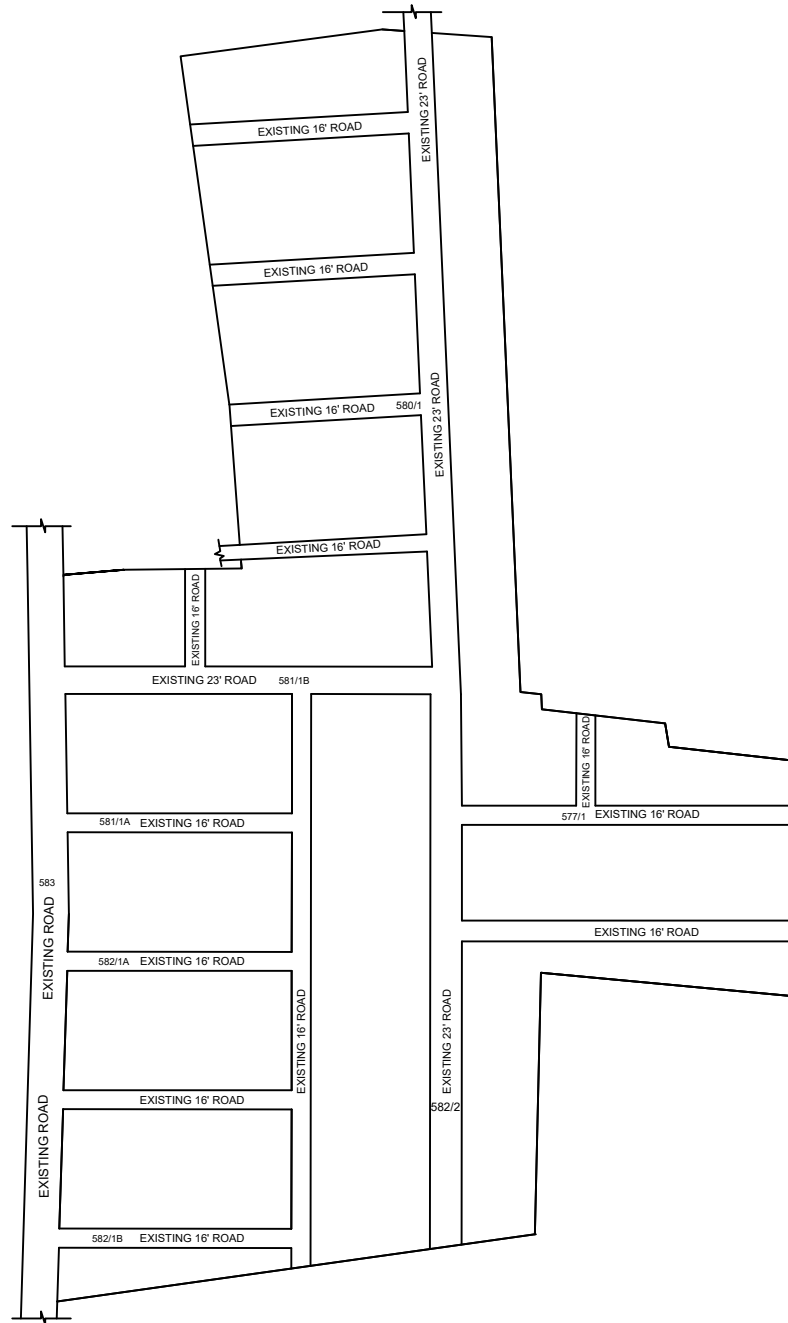 EXISTING 23' ROAD
EXISTING 16' ROAD
EXISTING 16' ROAD
EXISTING 23' ROAD
EXISTING 16' ROAD 580/1
EXISTING 16' ROAD
EXISTING 16' ROAD
EXISTING 23' ROAD 581/1B
EXISTING 16' ROAD
577/1 EXISTING 16' ROAD
581/1A EXISTING 16' ROAD
583
EXISTING ROAD
EXISTING 16' ROAD
582/1A EXISTING 16' ROAD
EXISTING 16' ROAD
EXISTING 23' ROAD
582/2
EXISTING 16' ROAD
EXISTING ROAD
582/1B EXISTING 16' ROAD